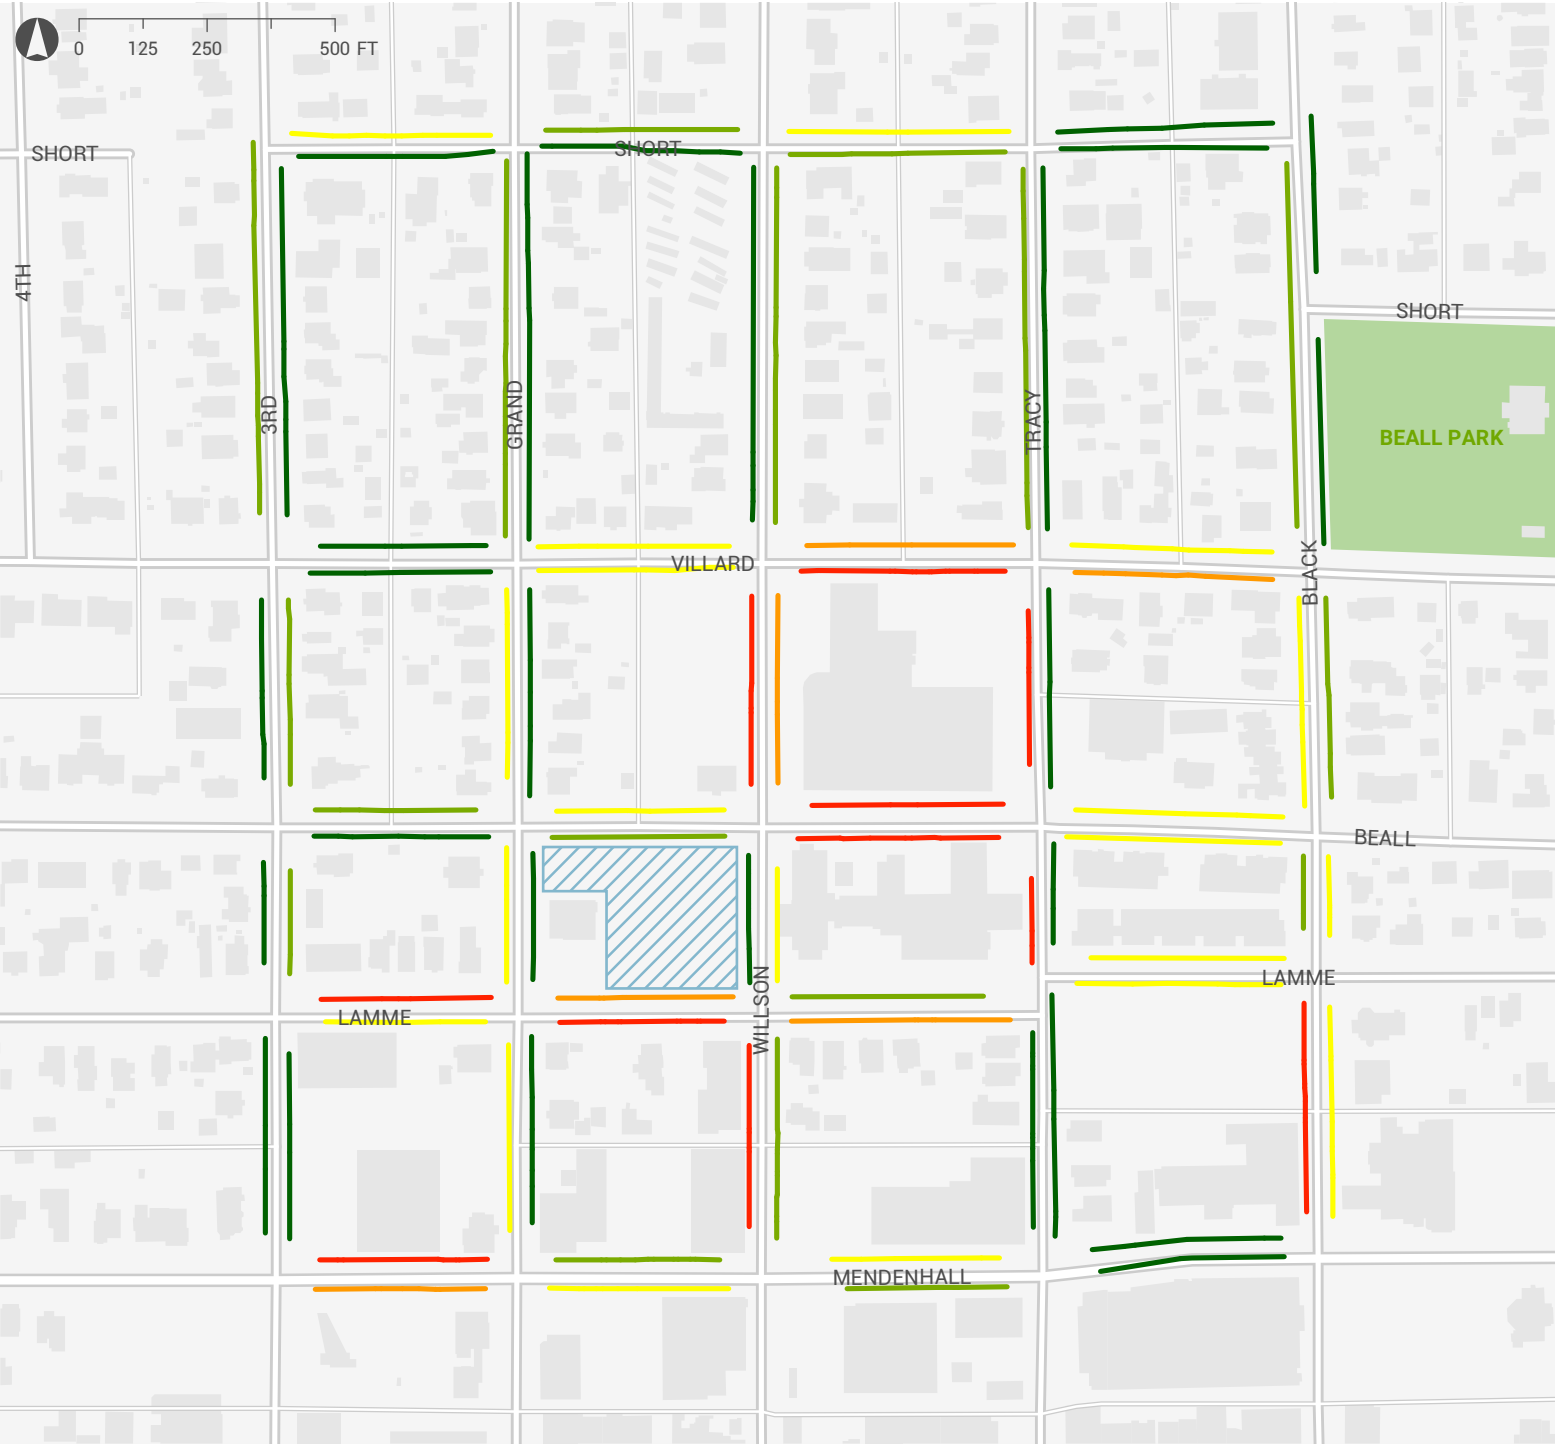 0 125 250 500 FT
SHORT
SHORT
4TH
SHORT
3RD
GRAND
TRACY
BEALL PARK
VILLARD
BLACK
BEALL
LAMME
WILLSON
LAMME
MENDENHALL